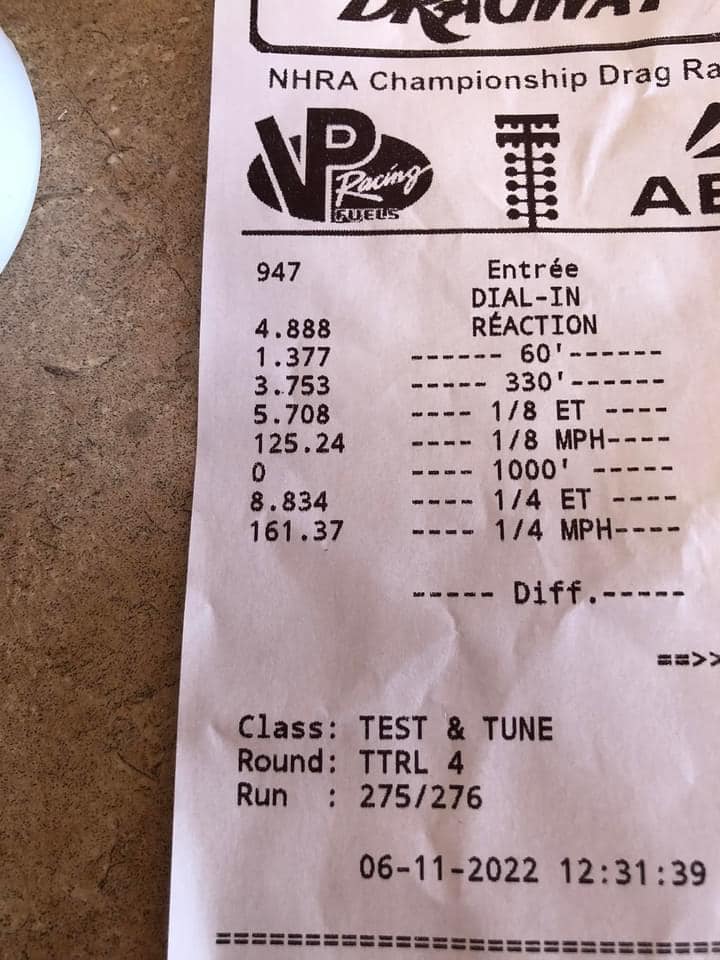 DRAGWAY
NHRA Championship Drag Ra
VP Racing
FUELS
AE
947 Entrée
DIAL-IN
4.888 RÉACTION
1.377 ------ 60'------
3.753 ----- 330'------
5.708 ---- 1/8 ET ----
125.24 ---- 1/8 MPH----
0 ---- 1000' -----
8.834 ---- 1/4 ET ----
161.37 ---- 1/4 MPH----
----- Diff.-----
==>>
Class: TEST & TUNE
Round: TTRL 4
Run : 275/276
06-11-2022 12:31:39